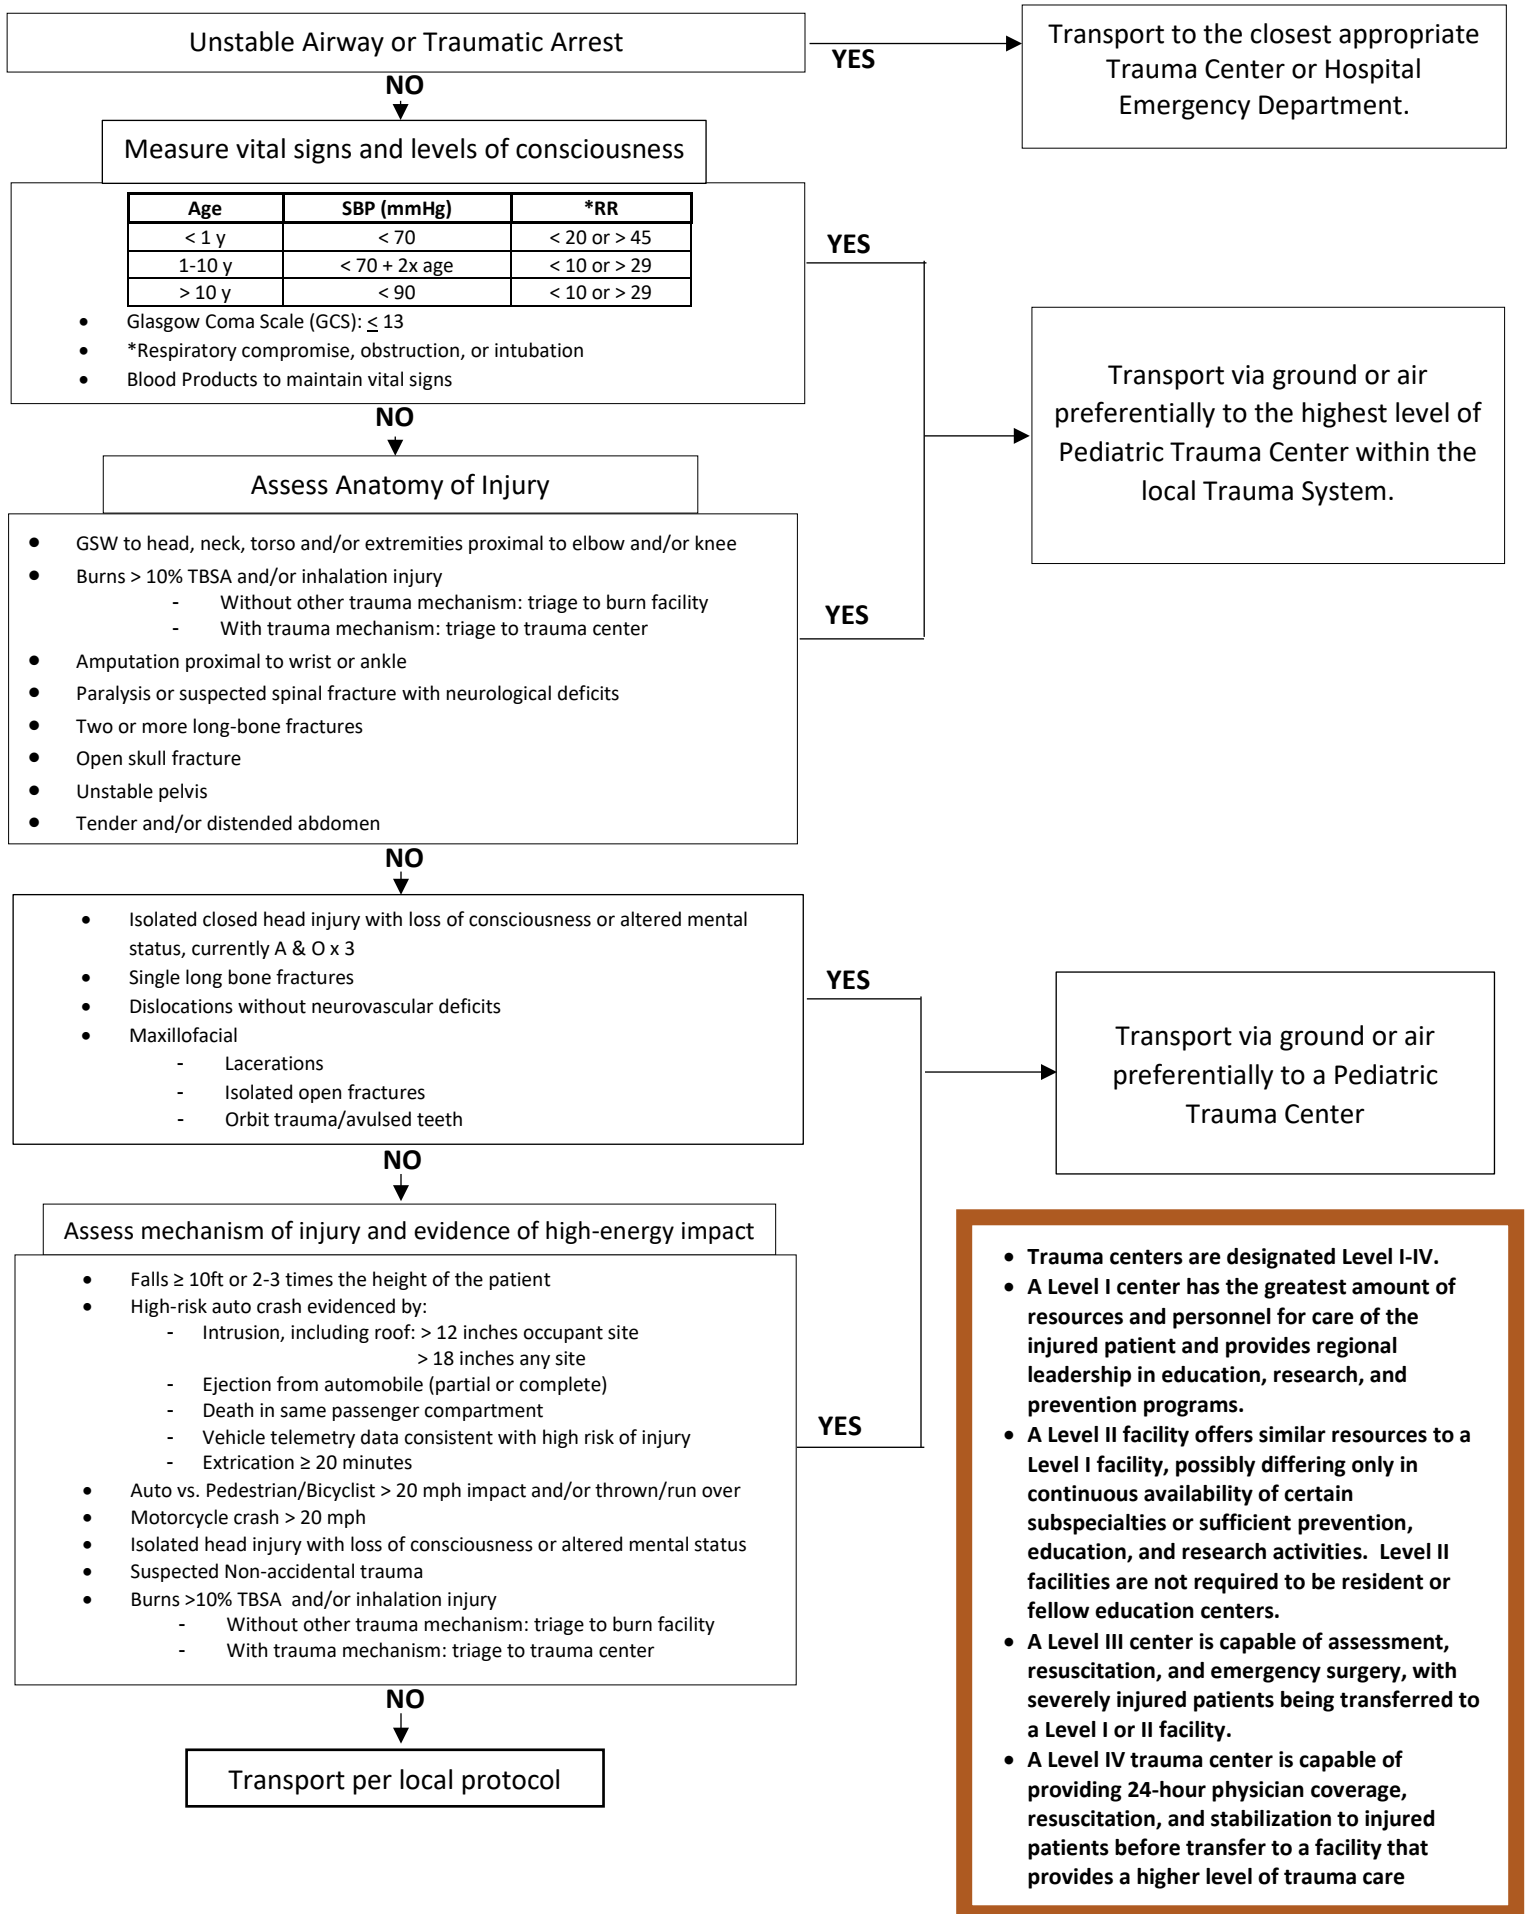 Unstable Airway or Traumatic Arrest
YES
Transport to the closest appropriate
Trauma Center or Hospital
Emergency Department.
NO
Measure vital signs and levels of consciousness
Age SBP (mmHg) *RR
< 1 y < 70 < 20 or > 45
1-10 y < 70 + 2x age < 10 or > 29
> 10 y < 90 < 10 or > 29
• Glasgow Coma Scale (GCS): < 13
• *Respiratory compromise, obstruction, or intubation
• Blood Products to maintain vital signs
YES
Transport via ground or air
preferentially to the highest level of
Pediatric Trauma Center within the
local Trauma System.
NO
Assess Anatomy of Injury
• GSW to head, neck, torso and/or extremities proximal to elbow and/or knee
• Burns > 10% TBSA and/or inhalation injury
- Without other trauma mechanism: triage to burn facility
- With trauma mechanism: triage to trauma center
• Amputation proximal to wrist or ankle
• Paralysis or suspected spinal fracture with neurological deficits
• Two or more long-bone fractures
• Open skull fracture
• Unstable pelvis
• Tender and/or distended abdomen
YES
NO
• Isolated closed head injury with loss of consciousness or altered mental
status, currently A & O x 3
• Single long bone fractures
• Dislocations without neurovascular deficits
• Maxillofacial
- Lacerations
- Isolated open fractures
- Orbit trauma/avulsed teeth
YES
Transport via ground or air
preferentially to a Pediatric
Trauma Center
NO
Assess mechanism of injury and evidence of high-energy impact
• Falls ≥ 10ft or 2-3 times the height of the patient
• High-risk auto crash evidenced by:
- Intrusion, including roof: > 12 inches occupant site
> 18 inches any site
- Ejection from automobile (partial or complete)
- Death in same passenger compartment
- Vehicle telemetry data consistent with high risk of injury
- Extrication ≥ 20 minutes
• Auto vs. Pedestrian/Bicyclist > 20 mph impact and/or thrown/run over
• Motorcycle crash > 20 mph
• Isolated head injury with loss of consciousness or altered mental status
• Suspected Non-accidental trauma
• Burns >10% TBSA and/or inhalation injury
- Without other trauma mechanism: triage to burn facility
- With trauma mechanism: triage to trauma center
YES
NO
Transport per local protocol
• Trauma centers are designated Level I-IV.
• A Level I center has the greatest amount of
resources and personnel for care of the
injured patient and provides regional
leadership in education, research, and
prevention programs.
• A Level II facility offers similar resources to a
Level I facility, possibly differing only in
continuous availability of certain
subspecialties or sufficient prevention,
education, and research activities. Level II
facilities are not required to be resident or
fellow education centers.
• A Level III center is capable of assessment,
resuscitation, and emergency surgery, with
severely injured patients being transferred to
a Level I or II facility.
• A Level IV trauma center is capable of
providing 24-hour physician coverage,
resuscitation, and stabilization to injured
patients before transfer to a facility that
provides a higher level of trauma care